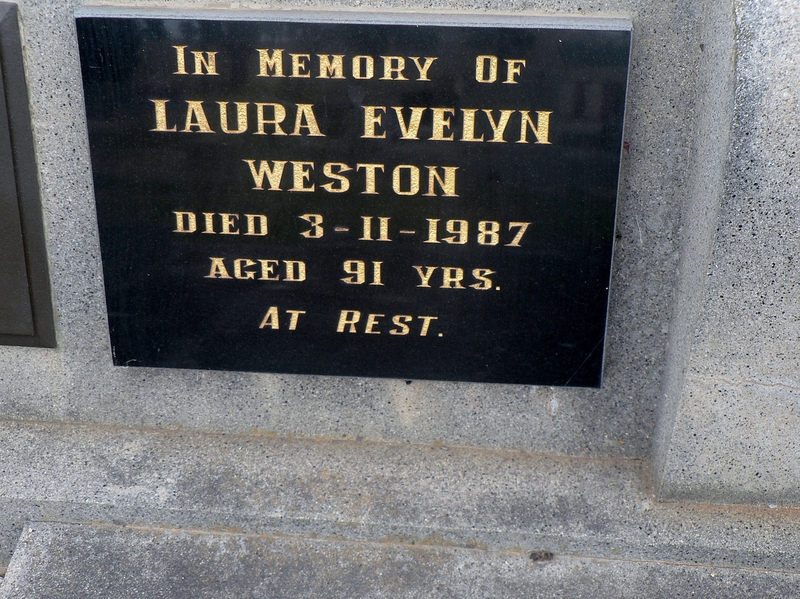 IN MEMORY OF
LAURA EVELYN
WESTON
DIED 3-11-1987
AGED 91 YRS.
AT REST.